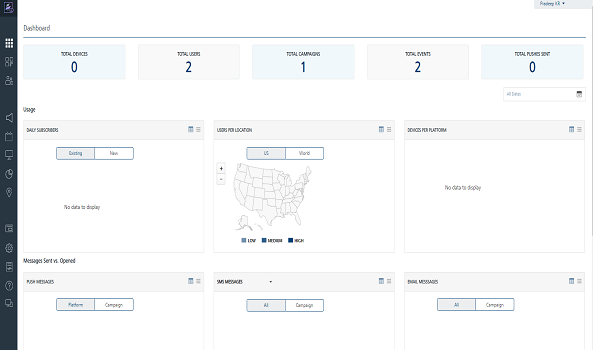 Pradeep KB
Dashboard
TOTAL DEVICES
0
TOTAL USERS
2
TOTAL CAMPAIGNS
1
TOTAL EVENTS
2
TOTAL PUSHES SENT
0
All Dates
Usage
DAILY SUBSCRIBERS
Existing New
No data to display
USERS PER LOCATION
US World
+
-
LOW MEDIUM HIGH
DEVICES PER PLATFORM
No data to display
Messages Sent vs. Opened
PUSH MESSAGES
Platform Campaign
SMS MESSAGES
All Campaign
EMAIL MESSSAGES
All Campaign